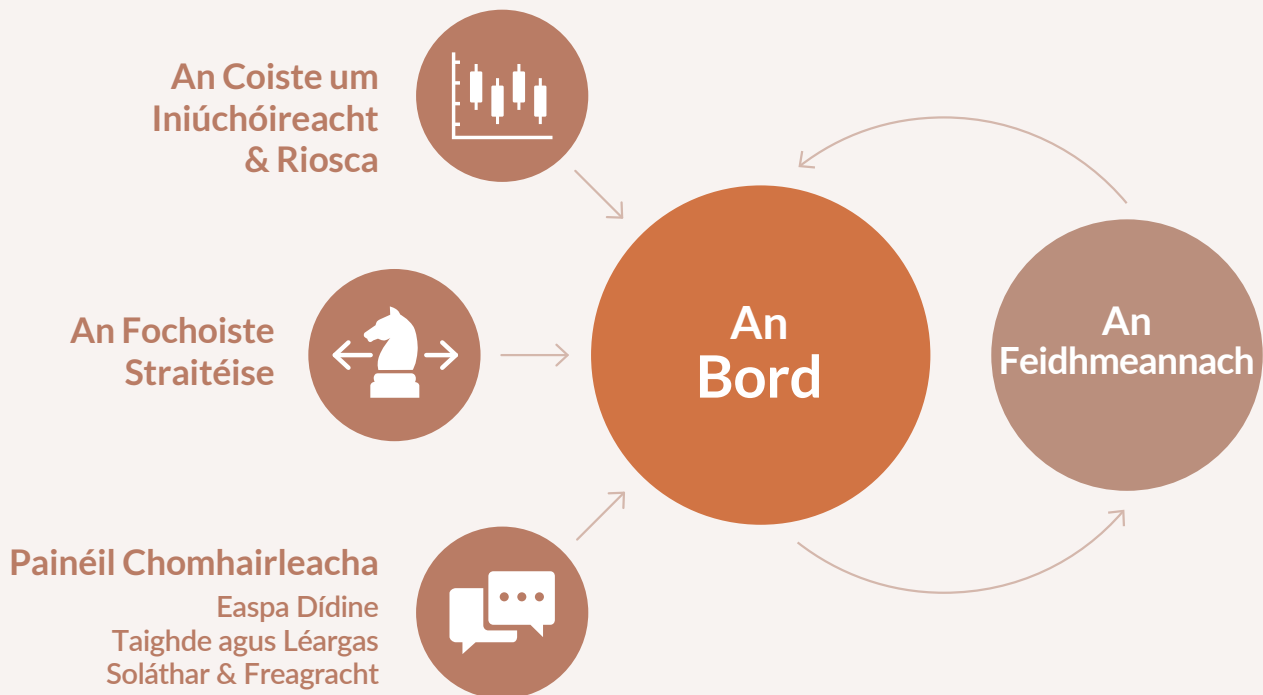 An Coiste um
Iniúchóireacht
& Riosca
An Fochoiste
Straitéise
Painéil Chomhairleacha
Easpa Dídine
Taighde agus Léargas
Soláthar & Freagracht
An
Bord
An
Feidhmeannach